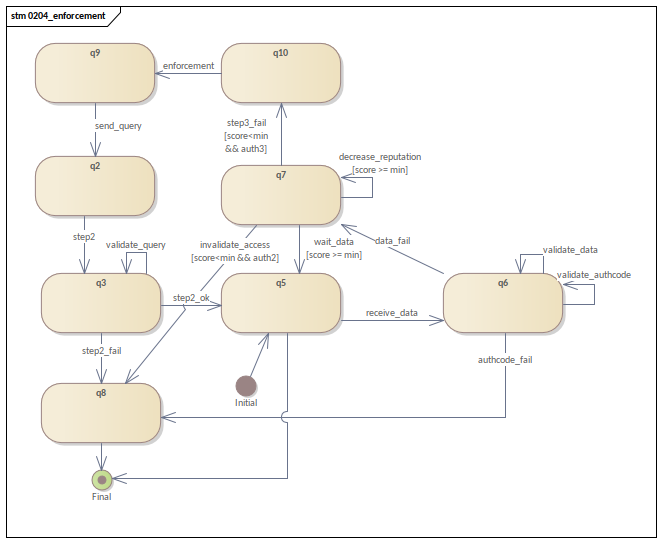 stm 0204_enforcement
q9
q10
enforcement
send_query
step3_fail
[score<min
&& auth3]
q2
q7
decrease_reputation
[score >= min]
step2
validate_query
invalidate_access
[score<min && auth2]
wait_data
[score >= min]
data_fail
validate_data
q3
q5
q6
validate_authcode
step2_ok
receive_data
step2_fail
authcode_fail
q8
Initial
Final